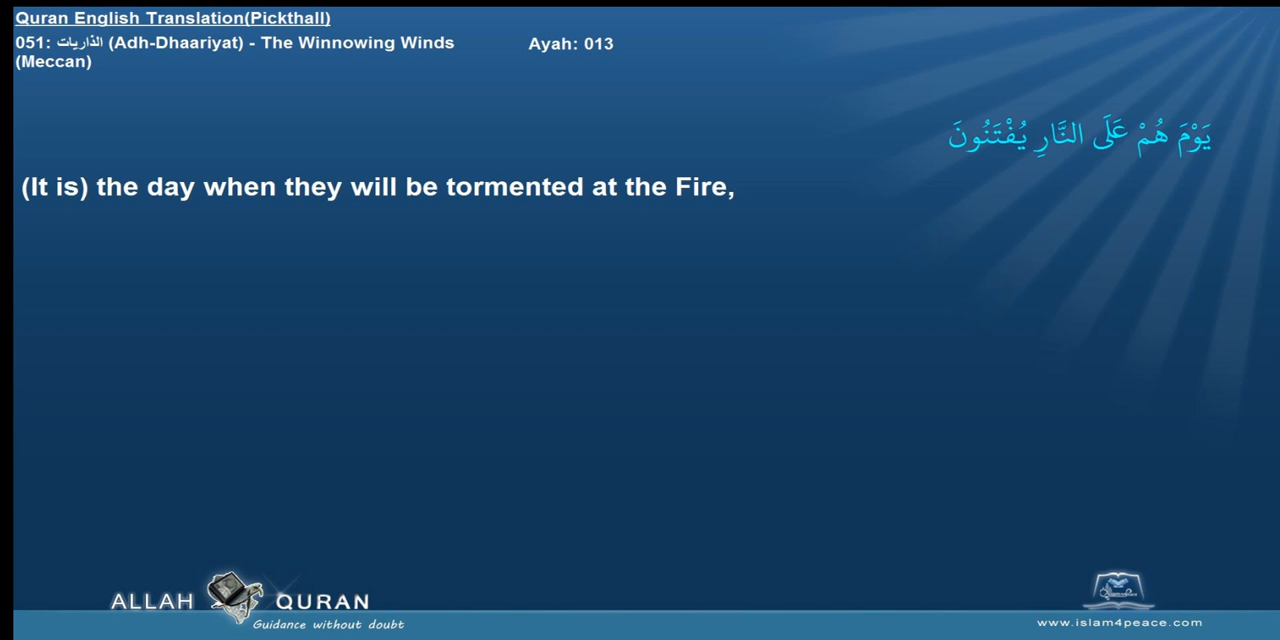 Quran English Translation(Pickthall)
051: الذاريات (Adh-Dhaariyat) - The Winnowing Winds
(Meccan)
Ayah: 013
يَوْمَ هُمْ عَلَى النَّارِ يُفْتَنُونَ
(It is) the day when they will be tormented at the Fire,
ALLAH QURAN
Guidance without doubt
www.islam4peace.com